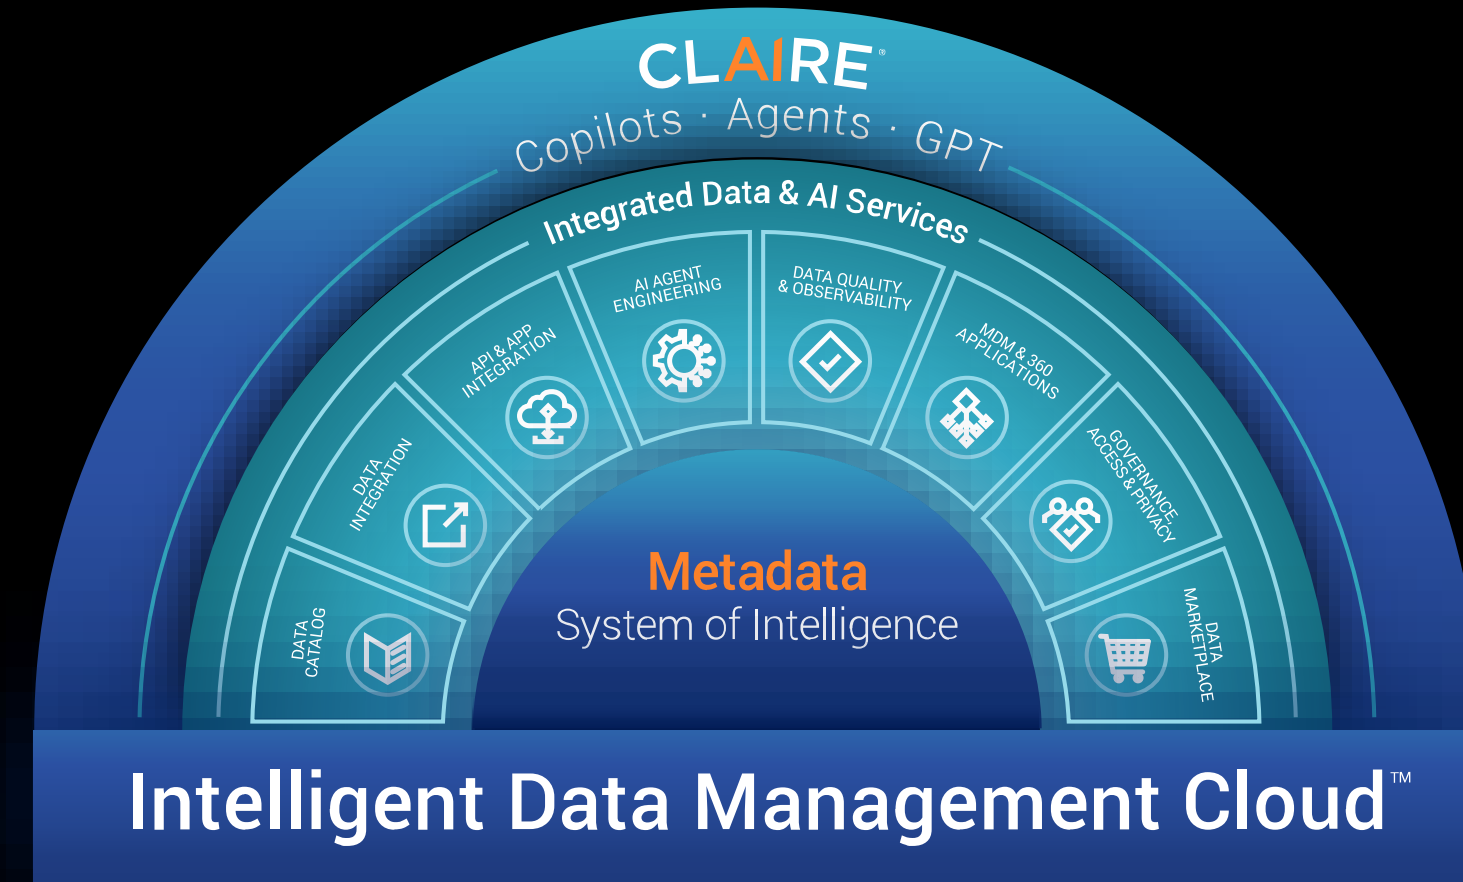 CLAIRE®
Copilots · Agents · GPT
Integrated Data & AI Services
DATA
CATALOG
DATA
INTEGRATION
API & APP
INTEGRATION
AI AGENT
ENGINEERING
DATA QUALITY
& OBSERVABILITY
MDM & 360
APPLICATIONS
GOVERNANCE,
ACCESS & PRIVACY
DATA
MARKETPLACE
Metadata
System of Intelligence
Intelligent Data Management Cloud™